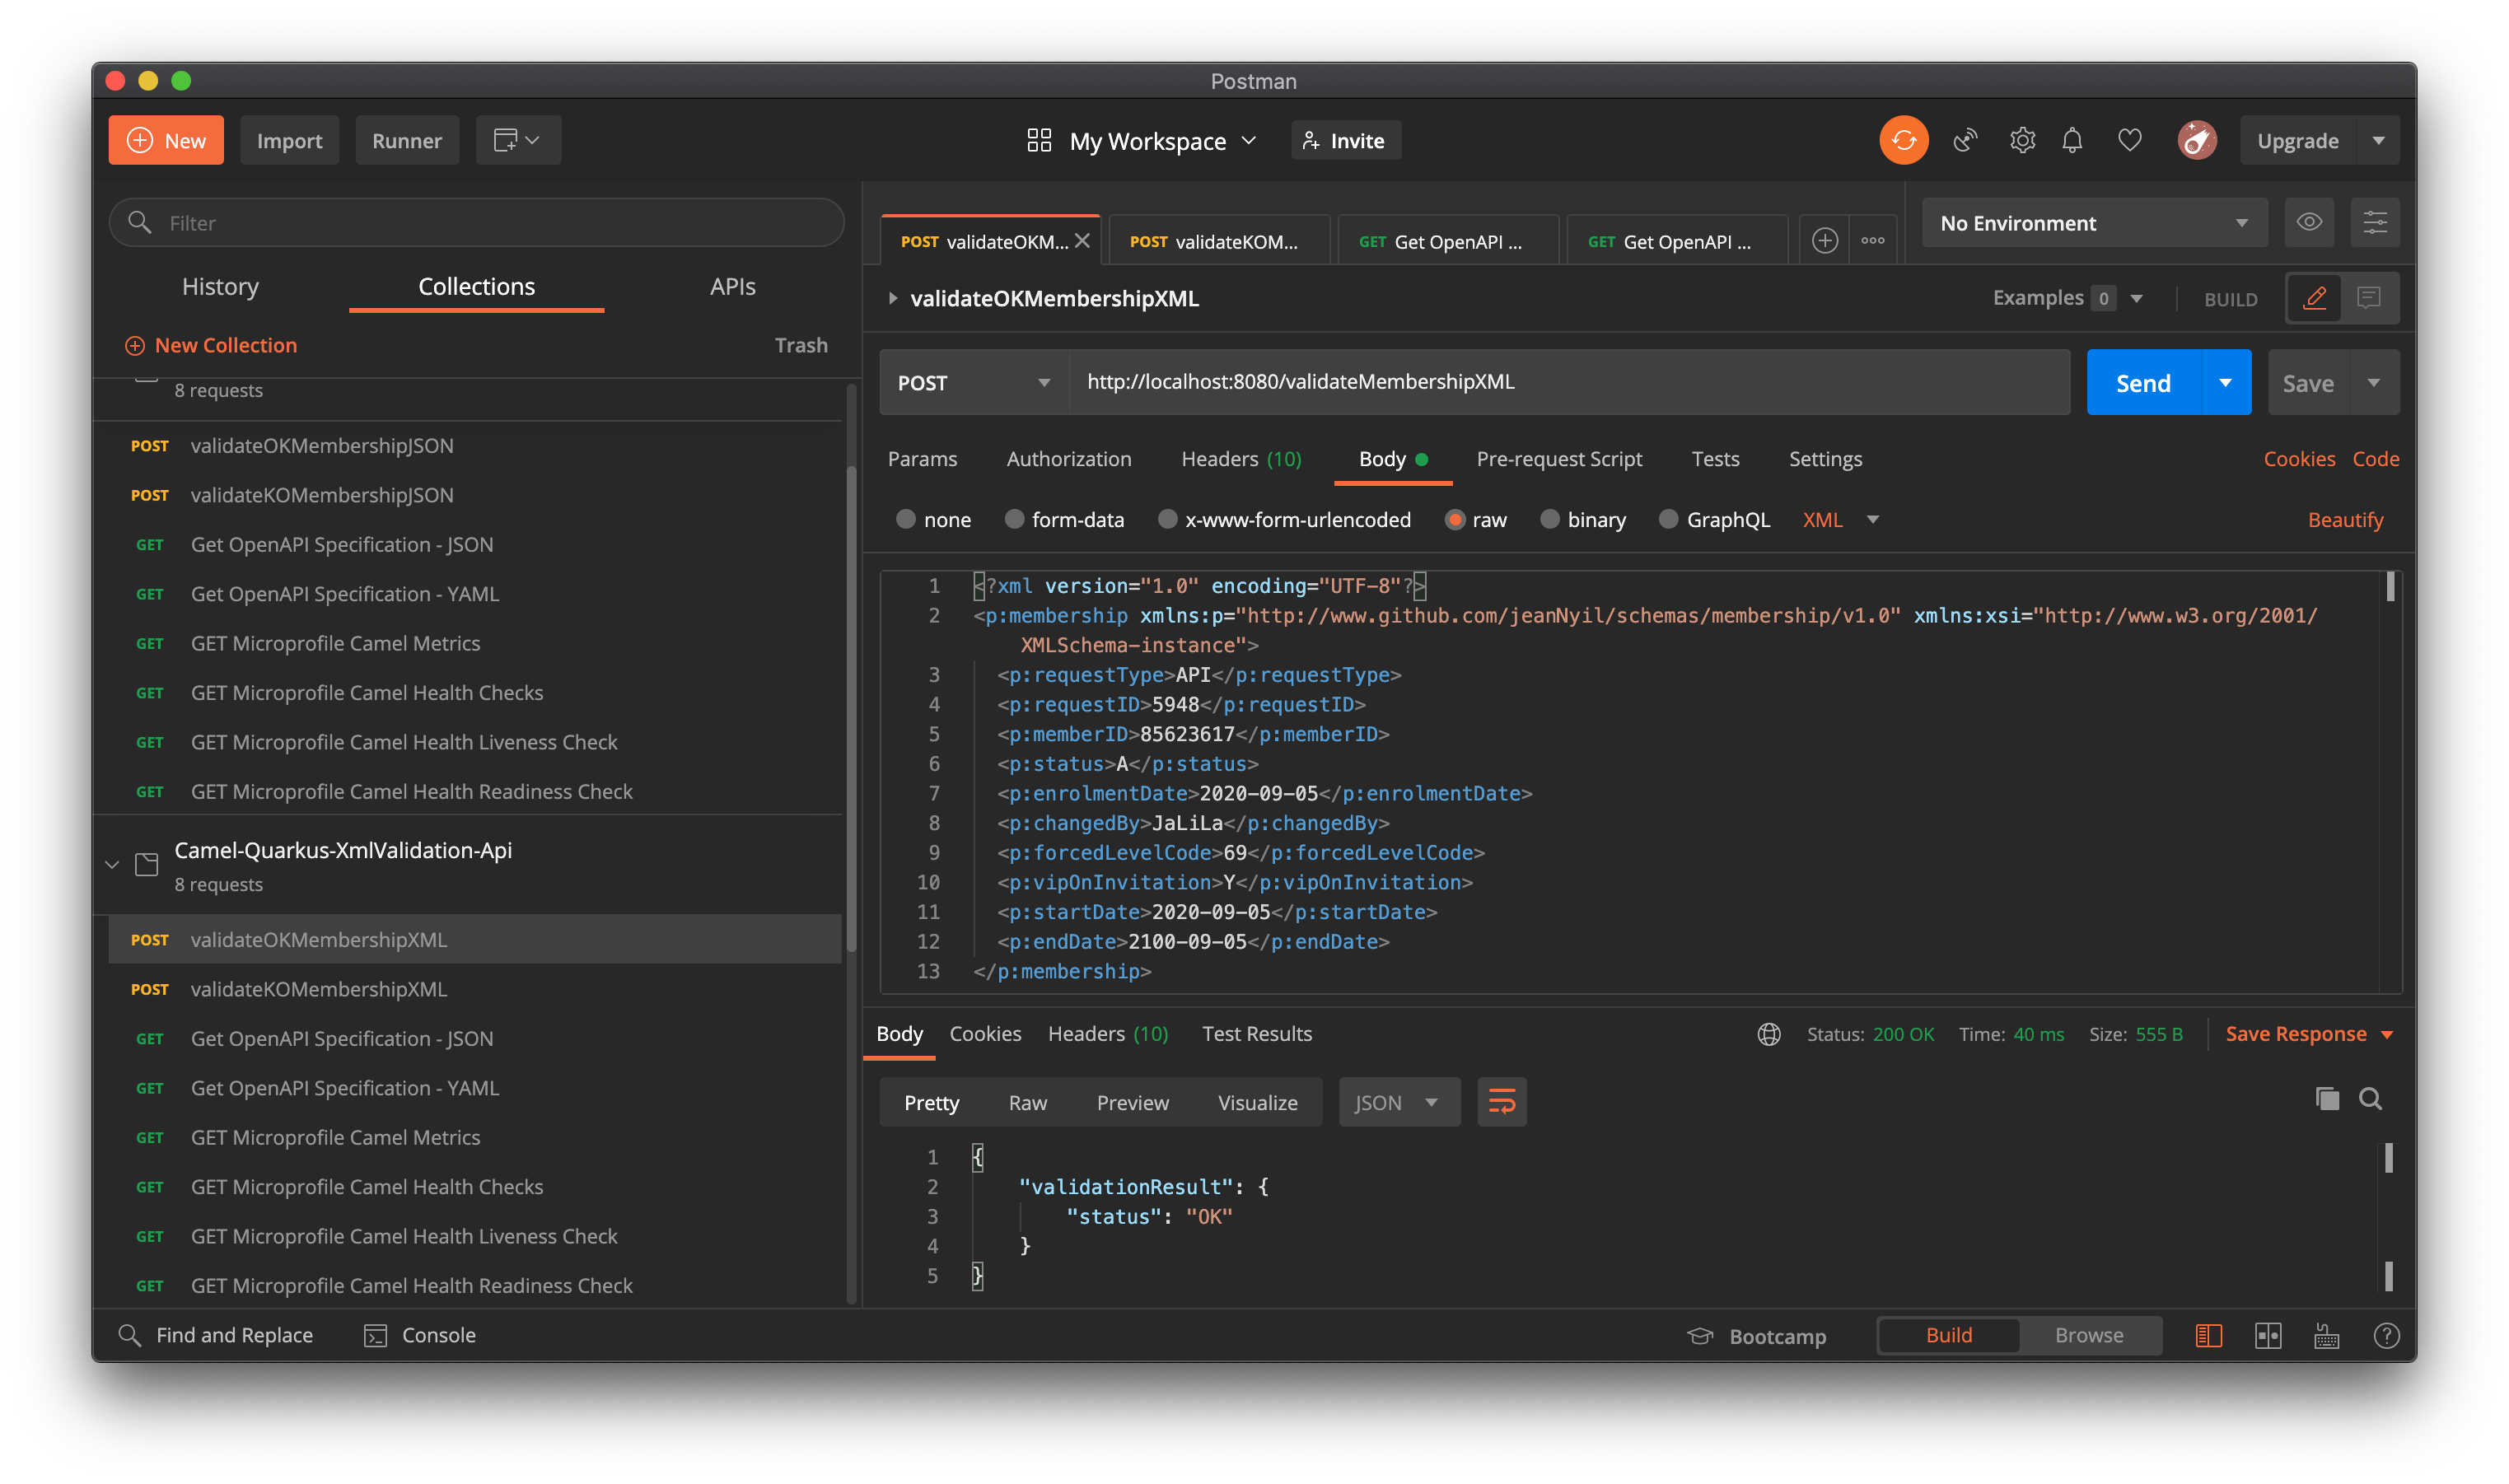 Postman
New
Import
Runner
My Workspace
Invite
Upgrade
Filter
History
Collections
APIs
New Collection
Trash
8 requests
POST validateOKMembershipJSON
POST validateKOMembershipJSON
GET Get OpenAPI Specification - JSON
GET Get OpenAPI Specification - YAML
GET GET Microprofile Camel Metrics
GET GET Microprofile Camel Health Checks
GET GET Microprofile Camel Health Liveness Check
GET GET Microprofile Camel Health Readiness Check
Camel-Quarkus-XmlValidation-Api
8 requests
POST validateOKMembershipXML
POST validateKOMembershipXML
GET Get OpenAPI Specification - JSON
GET Get OpenAPI Specification - YAML
GET GET Microprofile Camel Metrics
GET GET Microprofile Camel Health Checks
GET GET Microprofile Camel Health Liveness Check
GET GET Microprofile Camel Health Readiness Check
POST validateOKM...
POST validateKOM...
GET Get OpenAPI ...
GET Get OpenAPI ...
No Environment
validateOKMembershipXML
Examples 0
BUILD
POST
http://localhost:8080/validateMembershipXML
Send
Save
Params
Authorization
Headers (10)
Body
Pre-request Script
Tests
Settings
Cookies
Code
none
form-data
x-www-form-urlencoded
raw
binary
GraphQL
XML
Beautify
1 <?xml version="1.0" encoding="UTF-8"?>
2 <p:membership xmlns:p="http://www.github.com/jeanNyil/schemas/membership/v1.0" xmlns:xsi="http://www.w3.org/2001/
XMLSchema-instance">
3 <p:requestType>API</p:requestType>
4 <p:requestID>5948</p:requestID>
5 <p:memberID>85623617</p:memberID>
6 <p:status>A</p:status>
7 <p:enrolmentDate>2020-09-05</p:enrolmentDate>
8 <p:changedBy>JaLiLa</p:changedBy>
9 <p:forcedLevelCode>69</p:forcedLevelCode>
10 <p:vipOnInvitation>Y</p:vipOnInvitation>
11 <p:startDate>2020-09-05</p:startDate>
12 <p:endDate>2100-09-05</p:endDate>
13 </p:membership>
Body
Cookies
Headers (10)
Test Results
Status: 200 OK
Time: 40 ms
Size: 555 B
Save Response
Pretty
Raw
Preview
Visualize
JSON
1 {
2 "validationResult": {
3 "status": "OK"
4 }
5 }
Find and Replace
Console
Bootcamp
Build
Browse